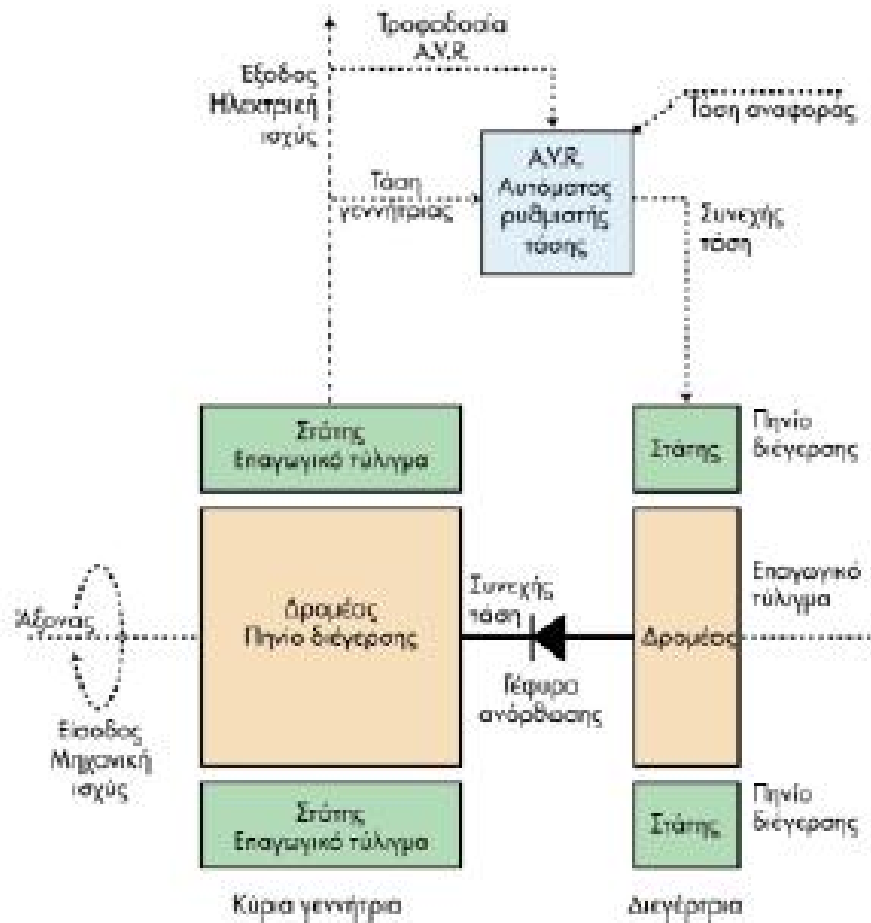 Τροφοδοσία
A.V.R.
Έξοδος
Ηλεκτρική
ισχύς
Τάση αναφοράς
A.V.R.
Αυτόματος
ρυθμιστής
τάσης
Τάση
γεννήτριας
Συνεχής
τάση
Στάτης
Επαγωγικό τύλιγμα
Στάτης
Πηνίο
διέγερσης
Άξονας
Δρομέας
Πηνίο διέγερσης
Συνεχής
τάση
Γέφυρα
ανόρθωσης
Δρομέας
Επαγωγικό
τύλιγμα
Είσοδος
Μηχανική
ισχύς
Στάτης
Επαγωγικό τύλιγμα
Στάτης
Πηνίο
διέγερσης
Κύρια γεννήτρια
Διεγέρτρια